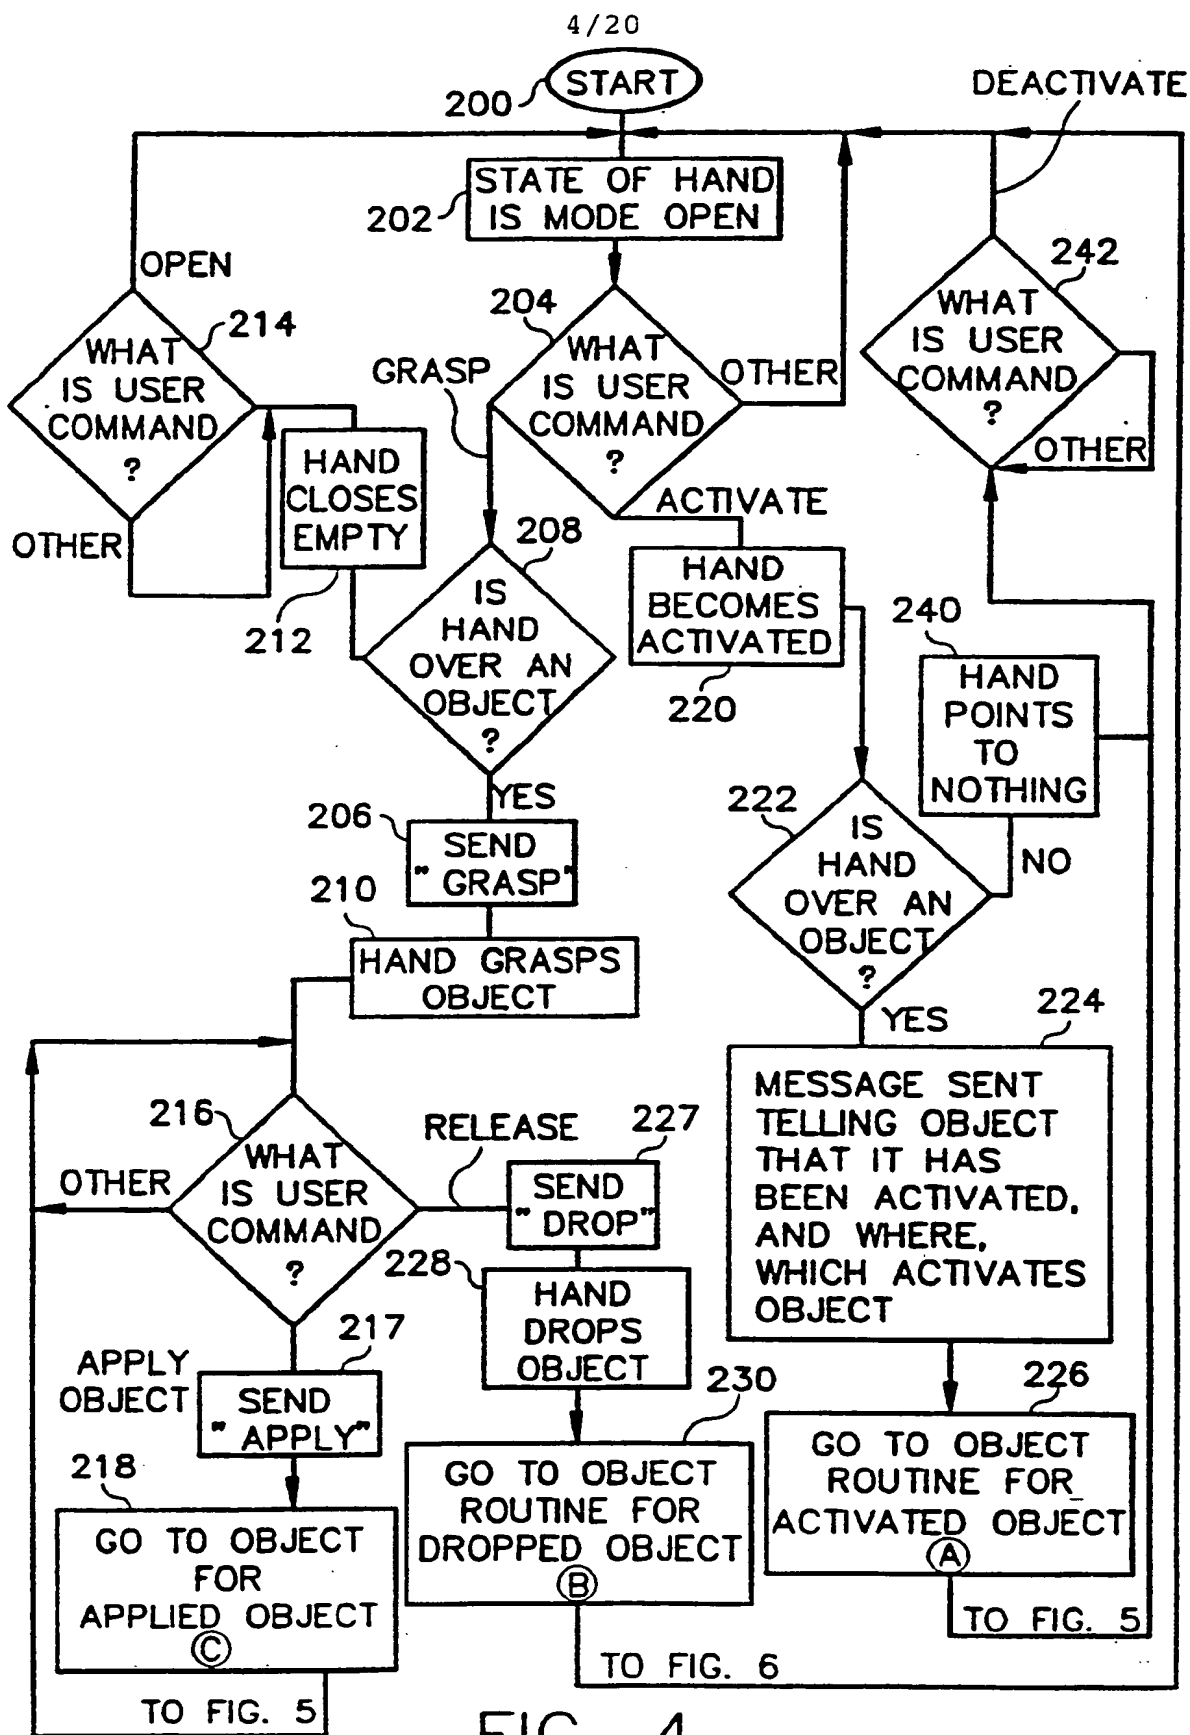 4/20
START
200
DEACTIVATE
STATE OF HAND
IS MODE OPEN
202
OPEN
214
WHAT
IS USER
COMMAND
?
OTHER
204
WHAT
IS USER
COMMAND
?
GRASP
OTHER
ACTIVATE
242
WHAT
IS USER
COMMAND
?
OTHER
HAND
CLOSES
EMPTY
212
208
IS
HAND
OVER AN
OBJECT
?
YES
HAND
BECOMES
ACTIVATED
220
240
HAND
POINTS
TO
NOTHING
222
IS
HAND
OVER AN
OBJECT
?
NO
YES
206
SEND
"GRASP"
210
HAND GRASPS
OBJECT
224
MESSAGE SENT
TELLING OBJECT
THAT IT HAS
BEEN ACTIVATED,
AND WHERE,
WHICH ACTIVATES
OBJECT
216
WHAT
IS USER
COMMAND
?
OTHER
RELEASE
227
SEND
"DROP"
228
HAND
DROPS
OBJECT
APPLY
OBJECT
217
SEND
"APPLY"
218
GO TO OBJECT
FOR
APPLIED OBJECT
C
TO FIG. 5
230
GO TO OBJECT
ROUTINE FOR
DROPPED OBJECT
B
TO FIG. 6
226
GO TO OBJECT
ROUTINE FOR
ACTIVATED OBJECT
A
TO FIG. 5
FIG. 4